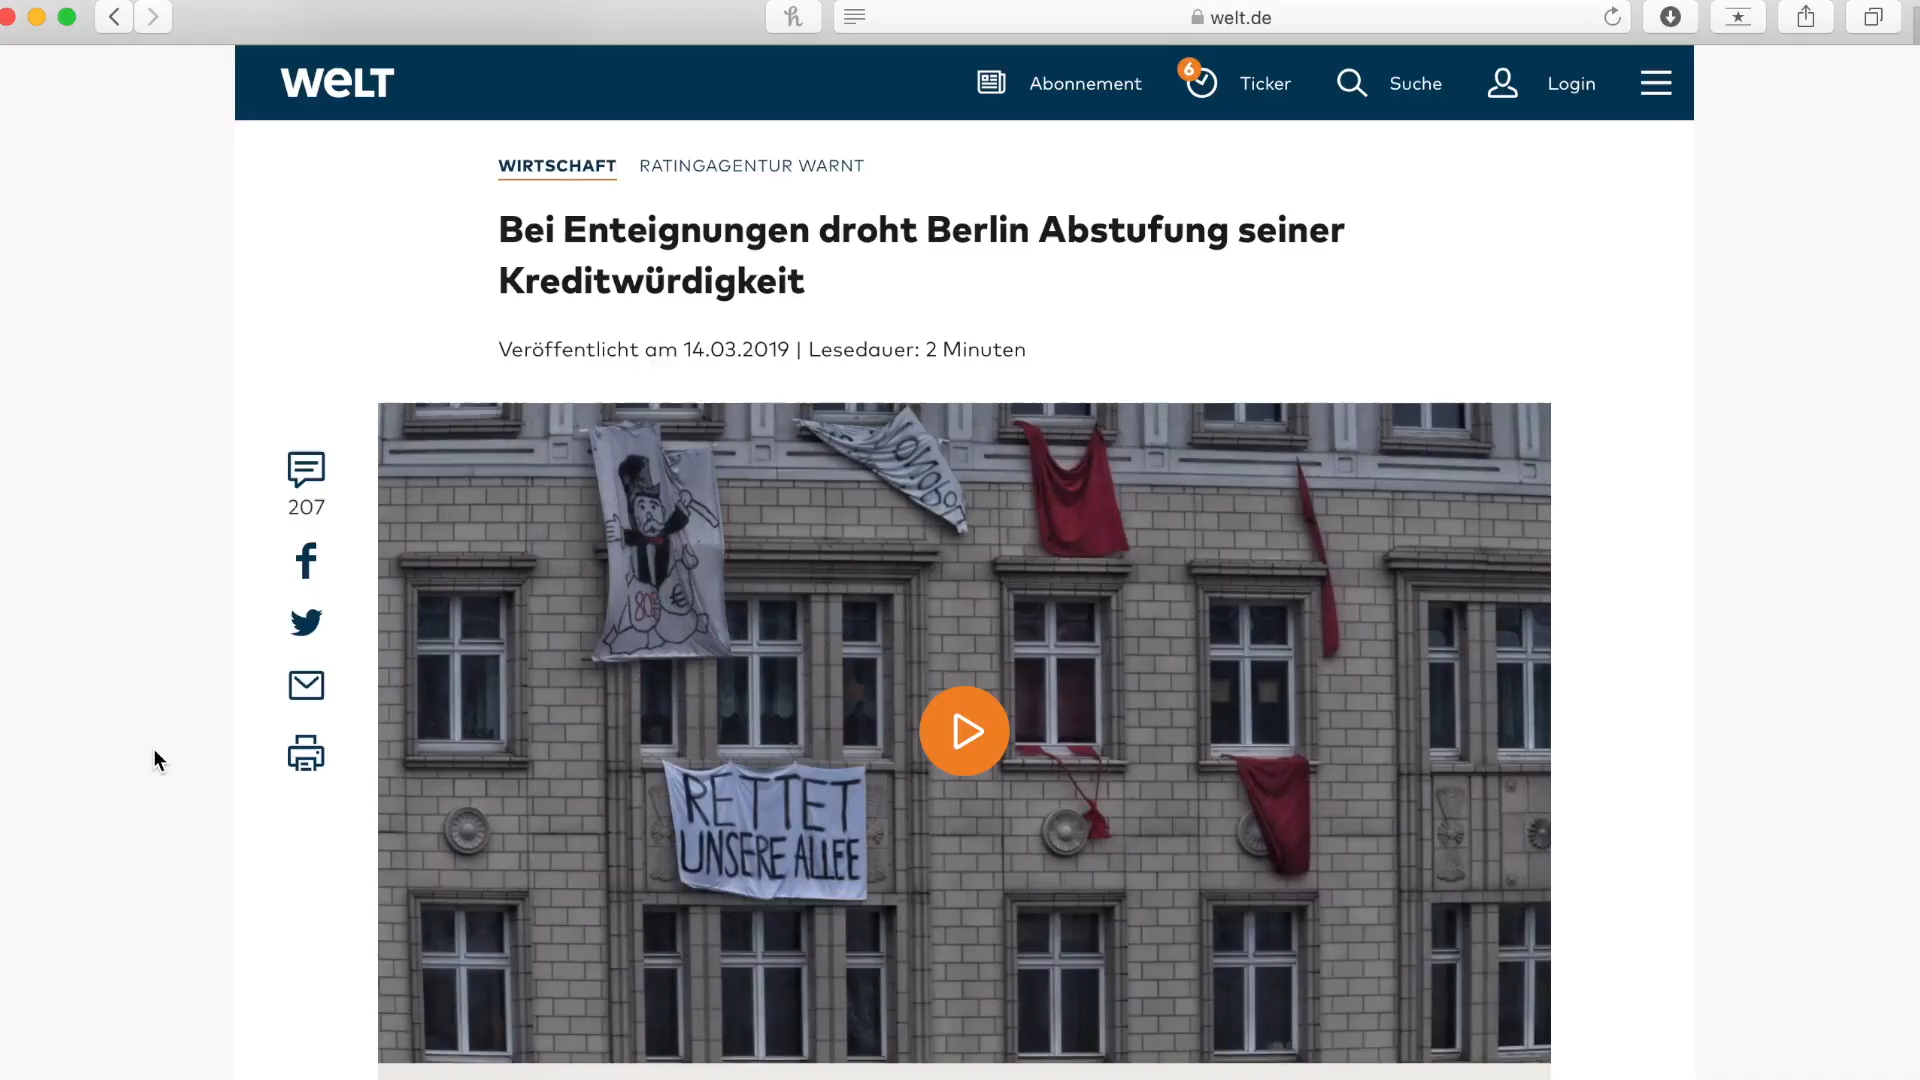 welt.de
WELT
Abonnement
6
Ticker
Suche
Login
WIRTSCHAFT RATINGAGENTUR WARNT
Bei Enteignungen droht Berlin Abstufung seiner
Kreditwürdigkeit
Veröffentlicht am 14.03.2019 | Lesedauer: 2 Minuten
207
€
RETTET
UNSERE ALLEE